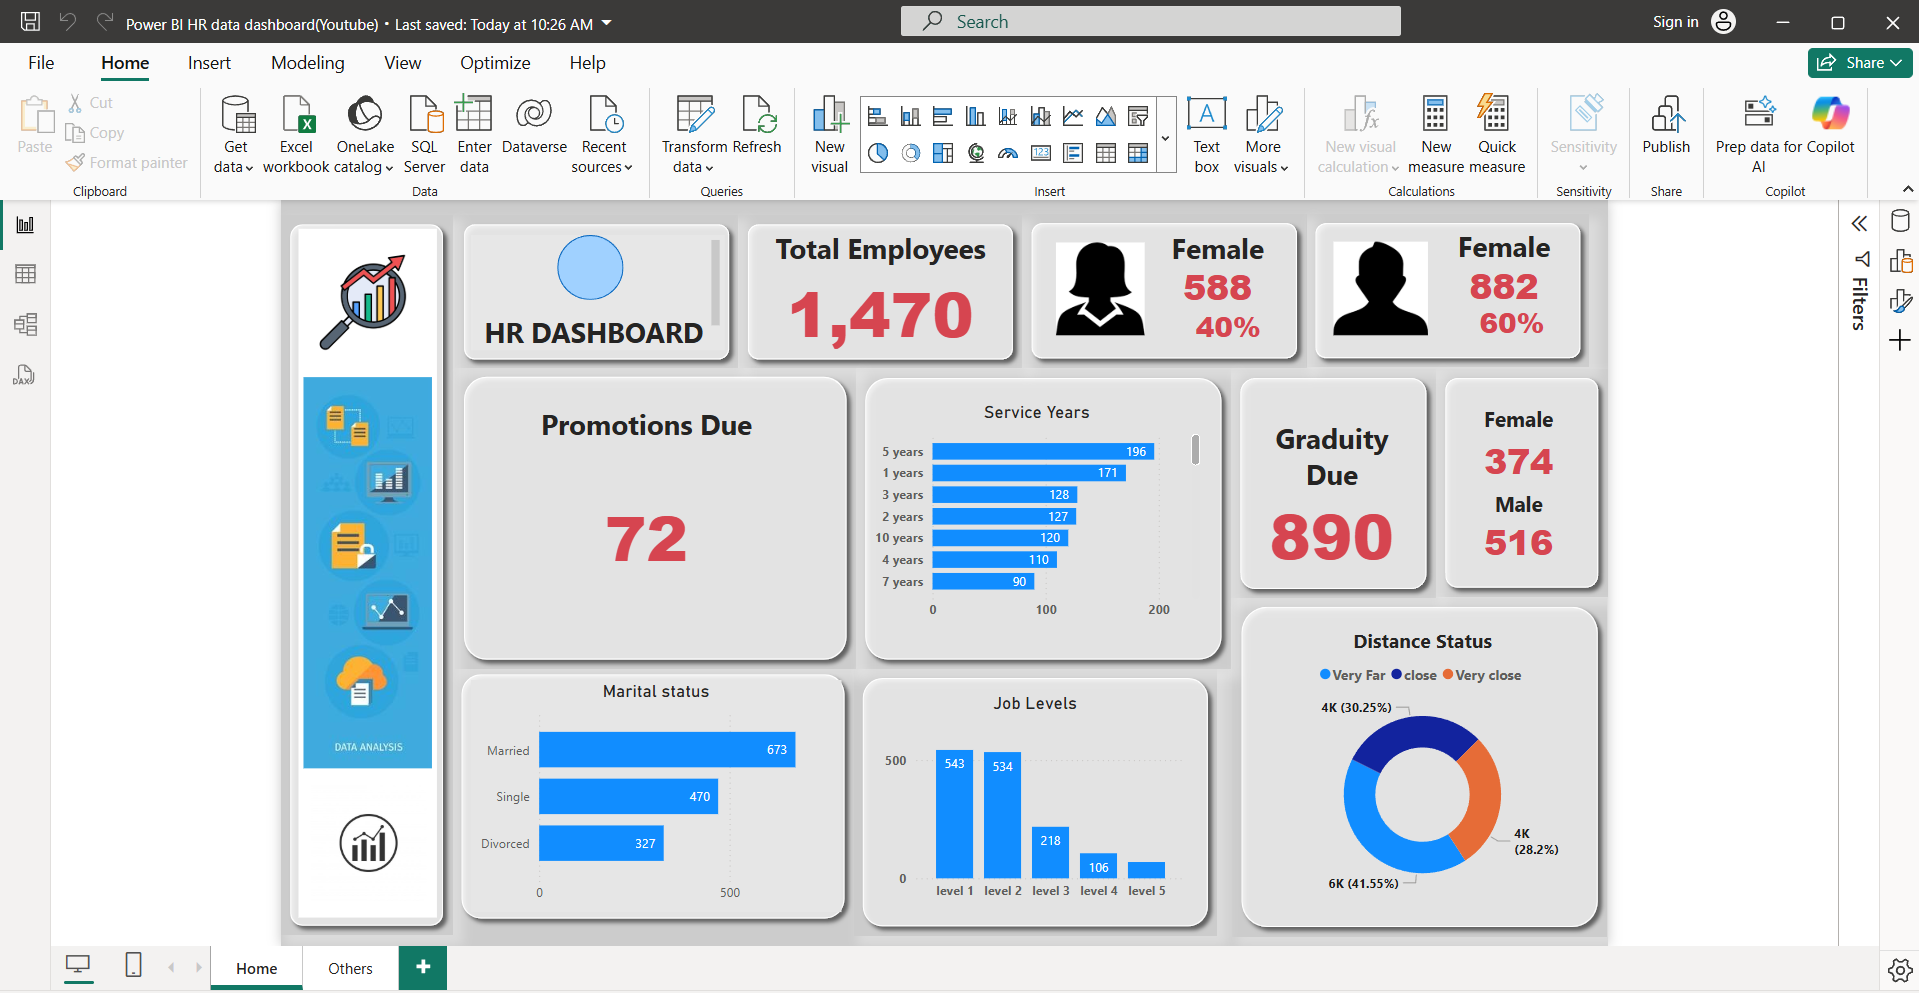 Power BI HR data dashboard(Youtube) • Last saved: Today at 10:26 AM
Search
Sign in
File Home Insert Modeling View Optimize Help
Share
Paste
Cut
Copy
Format painter
Clipboard
Get data
Excel workbook
OneLake catalog
SQL Server
Enter data
Dataverse
Recent sources
Data
Transform data
Refresh
Queries
New visual
123
Text box
More visuals
Insert
New visual calculation
New measure
Quick measure
Calculations
Sensitivity
Sensitivity
Publish
Share
Prep data for AI
Copilot
Copilot
DAX
Filters
DATA ANALYSIS
HR DASHBOARD
Total Employees
1,470
Female
588
40%
Female
882
60%
Promotions Due
72
Service Years
5 years 196
1 years 171
3 years 128
2 years 127
10 years 120
4 years 110
7 years 90
0 100 200
Graduity
Due
890
Female
374
Male
516
Marital status
Married 673
Single 470
Divorced 327
0 500
Job Levels
500
0
543 534 218 106
level 1 level 2 level 3 level 4 level 5
Distance Status
Very Far close Very close
4K (30.25%)
4K
(28.2%)
6K (41.55%)
Home Others